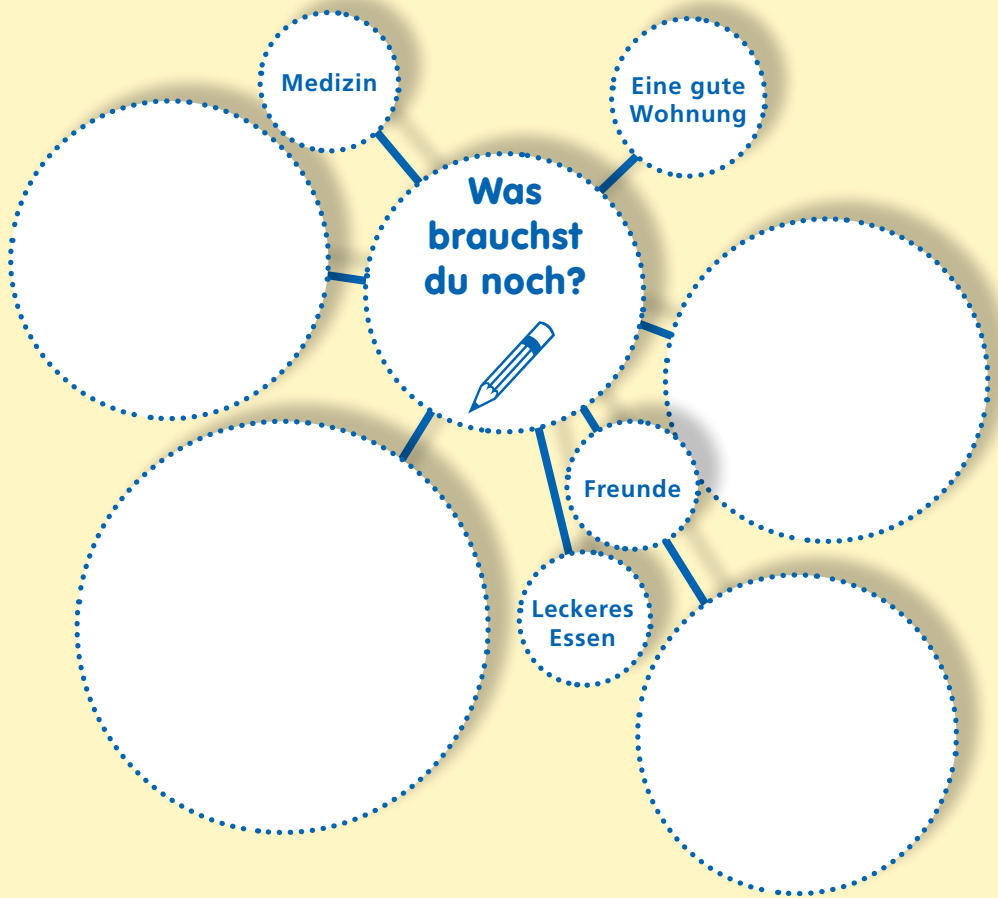 Medizin
Eine gute
Wohnung
Was
brauchst
du noch?
Freunde
Leckeres
Essen